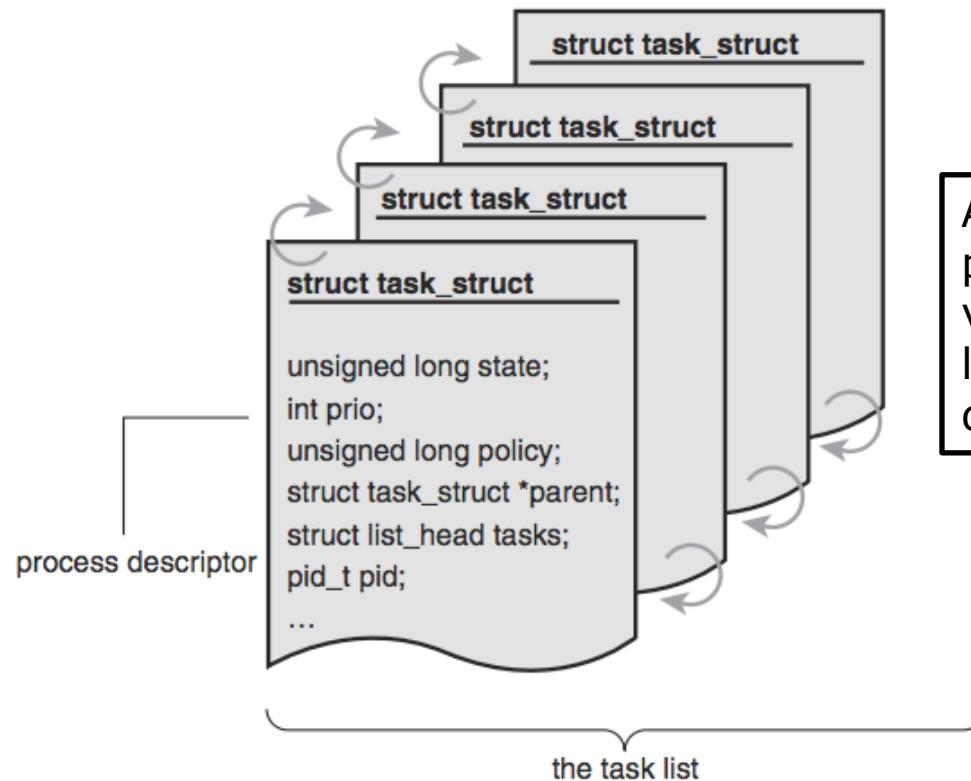 struct task_struct
struct task_struct
struct task_struct
struct task_struct
unsigned long state;
int prio;
unsigned long policy;
struct task_struct *parent;
struct list_head tasks;
pid_t pid;
...
process descriptor
the task list